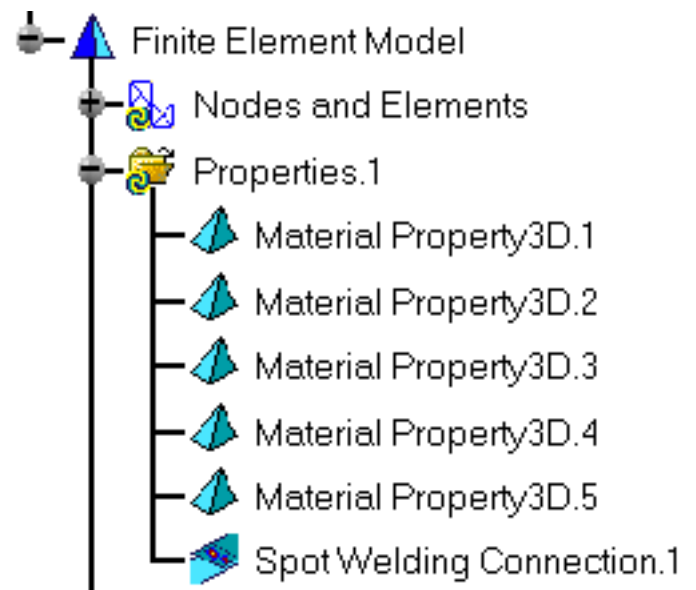 Finite Element Model
Nodes and Elements
Properties.1
Material Property3D.1
Material Property3D.2
Material Property3D.3
Material Property3D.4
Material Property3D.5
Spot Welding Connection.1